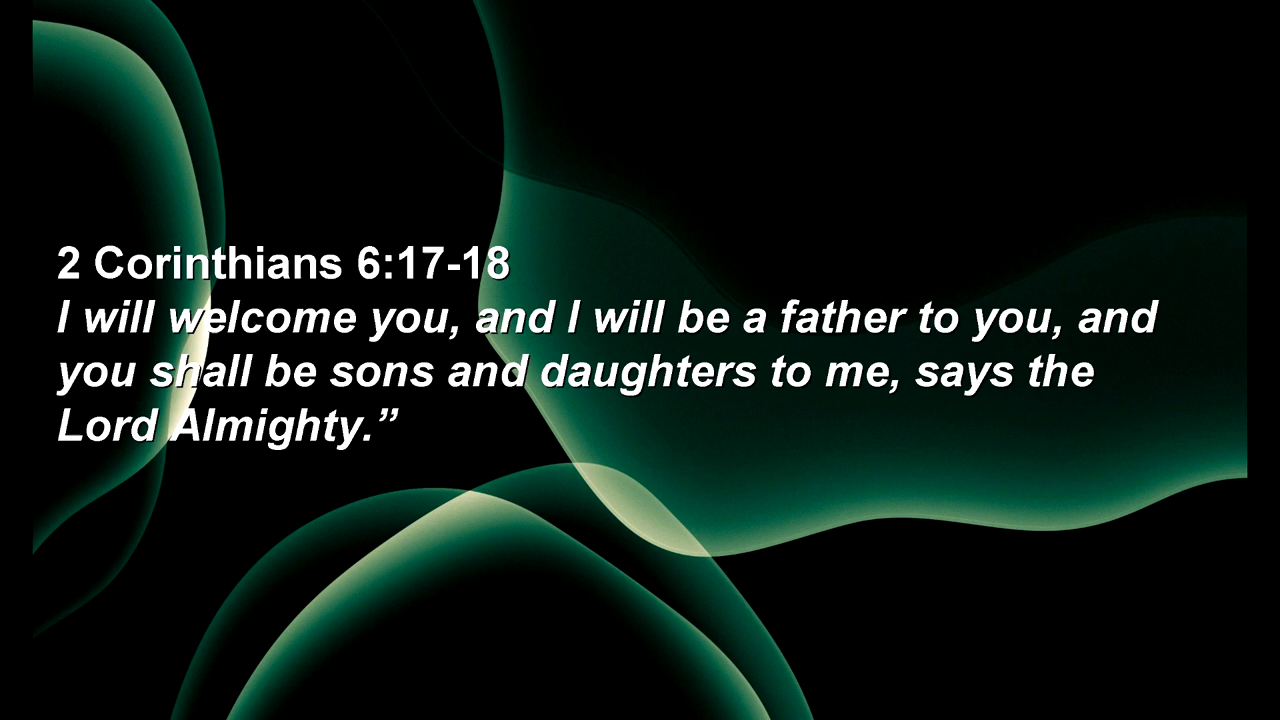 2 Corinthians 6:17-18
I will welcome you, and I will be a father to you, and
you shall be sons and daughters to me, says the
Lord Almighty.”